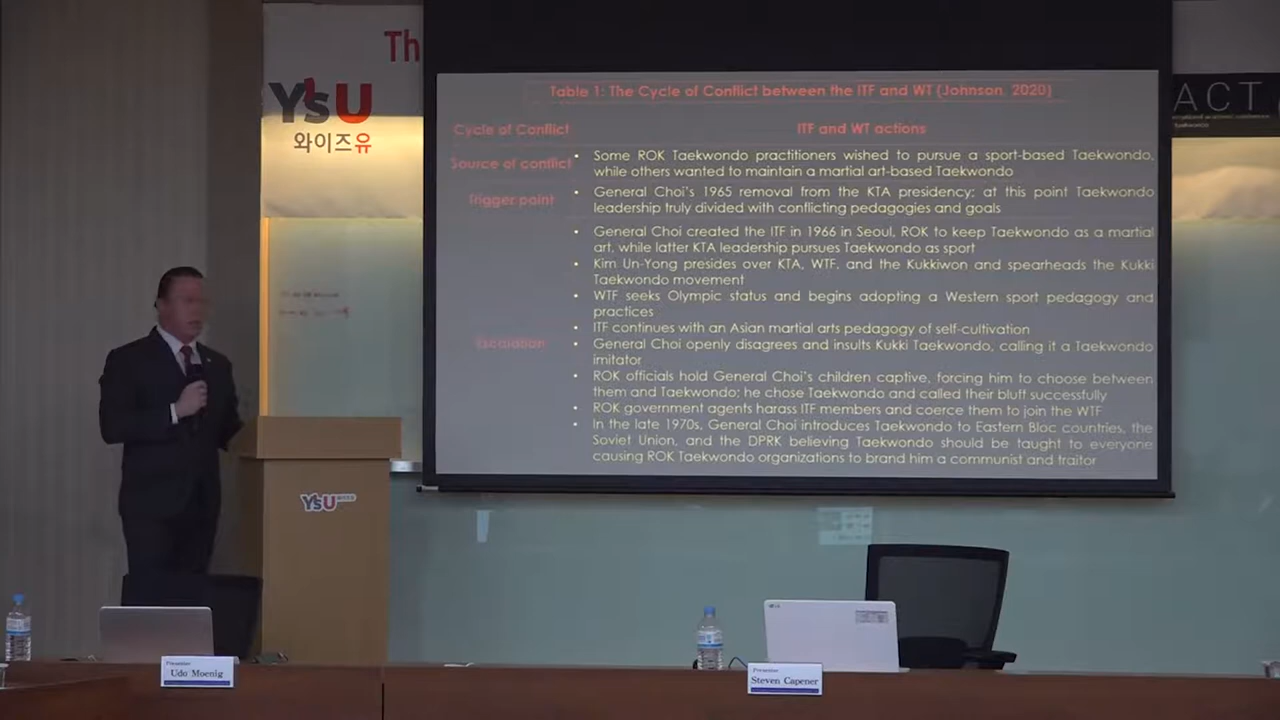 Th
YsU
와이즈유
ACT
Table 1: The Cycle of Conflict between the ITF and WT (Johnson, 2020)
Cycle of Conflict
ITF and WT actions
Source of conflict
• Some ROK Taekwondo practitioners wished to pursue a sport-based Taekwondo,
while others wanted to maintain a martial art-based Taekwondo
Trigger point
• General Choi's 1965 removal from the KTA presidency; at this point Taekwondo
leadership truly divided with conflicting pedagogies and goals
Escalation
• General Choi created the ITF in 1966 in Seoul, ROK to keep Taekwondo as a martial
art, while latter KTA leadership pursues Taekwondo as sport
• Kim Un-Yong presides over KTA, WTF, and the Kukkiwon and spearheads the Kukki
Taekwondo movement
• WTF seeks Olympic status and begins adopting a Western sport pedagogy and
practices
• ITF continues with an Asian martial arts pedagogy of self-cultivation
• General Choi openly disagrees and insults Kukki Taekwondo, calling it a Taekwondo
imitator
• ROK officials hold General Choi's children captive, forcing him to choose between
them and Taekwondo; he chose Taekwondo and called their bluff successfully
• ROK government agents harass ITF members and coerce them to join the WTF
• In the late 1970s, General Choi introduces Taekwondo to Eastern Bloc countries, the
Soviet Union, and the DPRK believing Taekwondo should be taught to everyone
causing ROK Taekwondo organizations to brand him a communist and traitor
YsU
Presenter
Udo Moenig
Presenter
Steven Capener